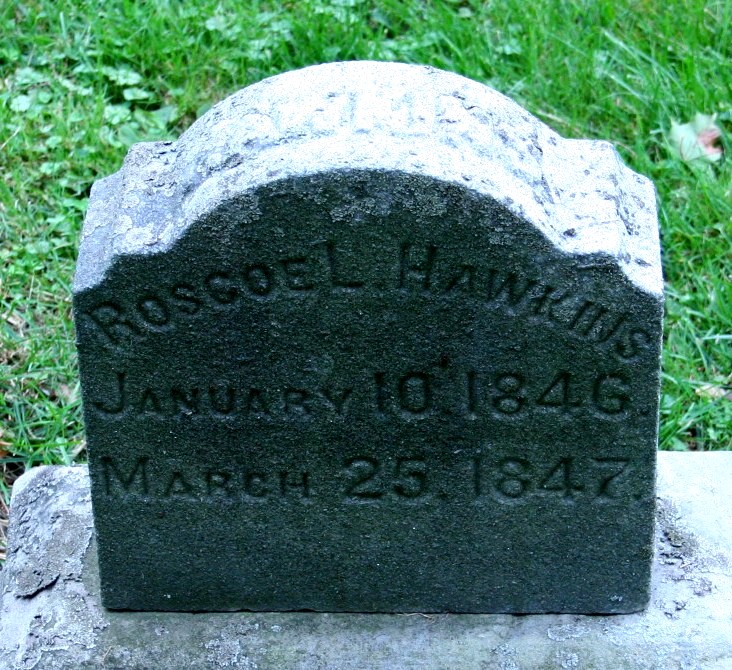 Roscoe L. Hawkins
January 10, 1846.
March 25, 1847.